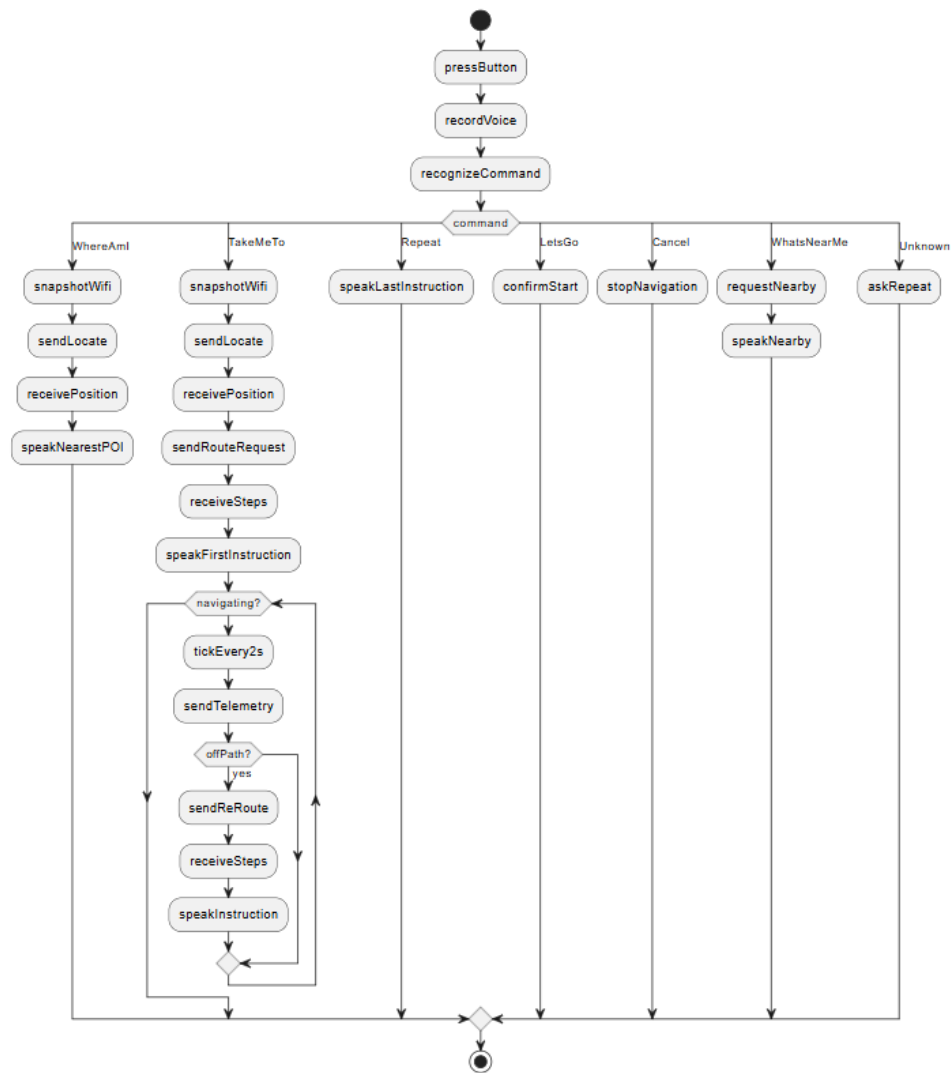 pressButton
recordVoice
recognizeCommand
command
WhereAmI
TakeMeTo
Repeat
LetsGo
Cancel
WhatsNearMe
Unknown
snapshotWifi
snapshotWifi
speakLastInstruction
confirmStart
stopNavigation
requestNearby
askRepeat
sendLocate
sendLocate
speakNearby
receivePosition
receivePosition
speakNearestPOI
sendRouteRequest
receiveSteps
speakFirstInstruction
navigating?
tickEvery2s
sendTelemetry
offPath?
yes
sendReRoute
receiveSteps
speakInstruction